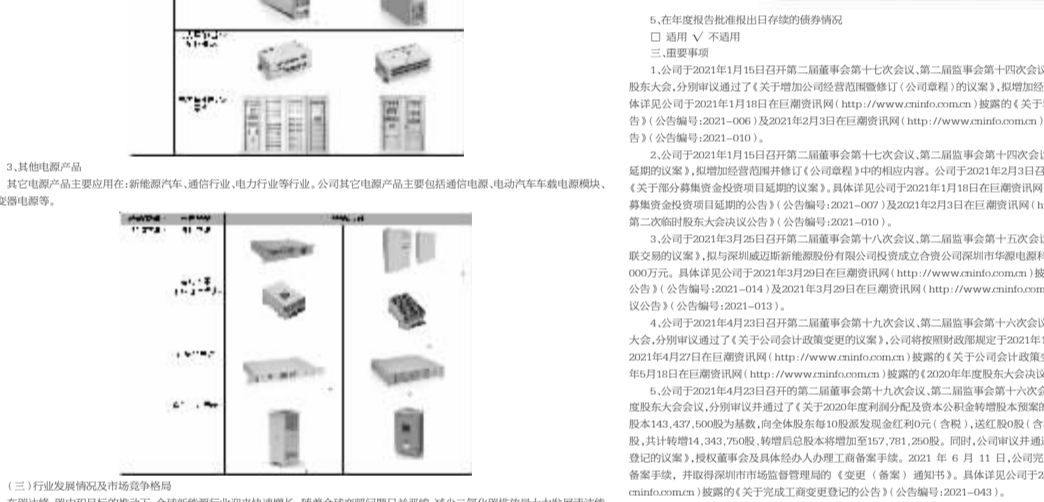 3、其他电源产品
其它电源产品主要应用在:新能源汽车、通信行业、电力行业等行业。公司其它电源产品主要包括通信电源、电动汽车车载电源模块、
变器电源等。
(三)行业发展情况及市场竞争格局
5、在年度报告批准报出日存续的债券情况
□ 适用 √ 不适用
三、重要事项
1、公司于2021年1月15日召开第二届董事会第十七次会议、第二届监事会第十四次会议
股东大会,分别审议通过了《关于增加公司经营范围暨修订〈公司章程〉的议案》,拟增加经
体详见公司于2021年1月18日在巨潮资讯网(http://www.cninfo.com.cn)披露的《关于
告》(公告编号:2021-006)及2021年2月3日在巨潮资讯网(http://www.cninfo.com.cn)
告》(公告编号:2021-010)。
2、公司于2021年1月15日召开第二届董事会第十七次会议、第二届监事会第十四次会议
延期的议案》,拟增加经营范围并修订《公司章程》中的相应内容。公司于2021年2月3日召
《关于部分募集资金投资项目延期的议案》。具体详见公司于2021年1月18日在巨潮资讯网
募集资金投资项目延期的公告》(公告编号:2021-007)及2021年2月3日在巨潮资讯网(h
第二次临时股东大会决议公告》(公告编号:2021-010)。
3、公司于2021年3月25日召开第二届董事会第十八次会议、第二届监事会第十五次会议
联交易的议案》,拟与深圳威迈斯新能源股份有限公司投资成立合资公司深圳市华源电源科
000万元。具体详见公司于2021年3月29日在巨潮资讯网(http://www.cninfo.com.cn)披
公告》(公告编号:2021-014)及2021年3月29日在巨潮资讯网(http://www.cninfo.com
议公告》(公告编号:2021-013)。
4、公司于2021年4月23日召开第二届董事会第十九次会议、第二届监事会第十六次会议
大会,分别审议通过了《关于公司会计政策变更的议案》,公司将按照财政部规定于2021年1
2021年4月27日在巨潮资讯网(http://www.cninfo.com.cn)披露的《关于公司会计政策变
年5月18日在巨潮资讯网(http://www.cninfo.com.cn)披露的《2020年年度股东大会决议
5、公司于2021年4月23日召开的第二届董事会第十九次会议、第二届监事会第十六次会
度股东大会会议,分别审议并通过了《关于2020年度利润分配及资本公积金转增股本预案的
股本143,437,500股为基数,向全体股东每10股派发现金红利0元(含税),送红股0股(含
股,共计转增14,343,750股,转增后总股本将增加至157,781,250股。同时,公司审议并通过
登记的议案》,授权董事会及具体经办人办理工商备案手续。2021 年 6 月 11 日,公司完
备案手续, 并取得深圳市市场监督管理局的《变更(备案)通知书》。具体详见公司于2
cninfo.com.cn)披露的《关于完成工商变更登记的公告》(公告编号:2021-043)。